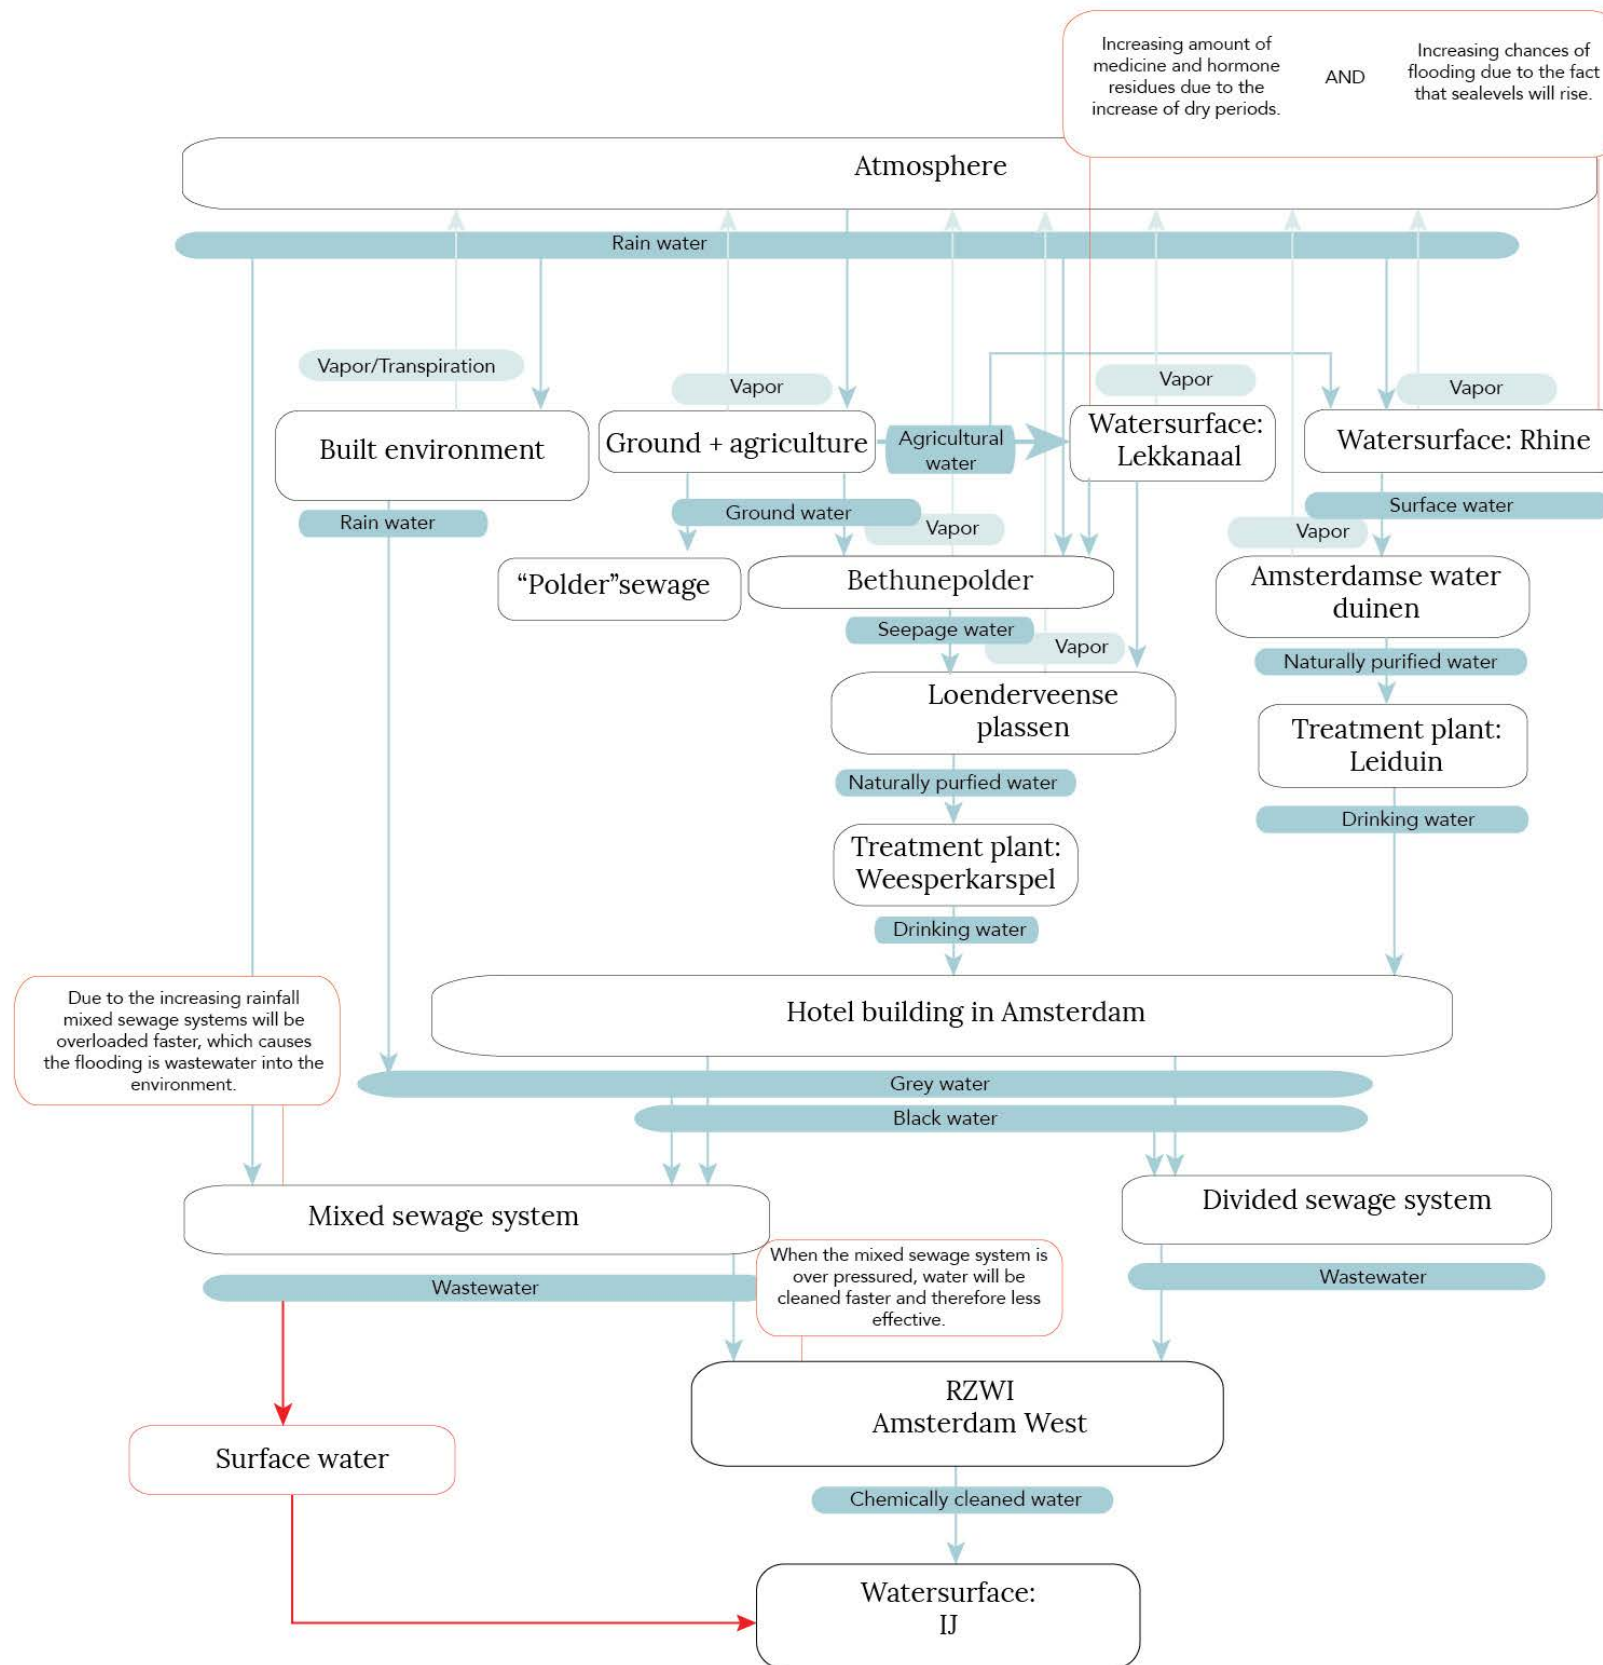 Increasing amount of
medicine and hormone
residues due to the
increase of dry periods.
AND
Increasing chances of
flooding due to the fact
that sealevels will rise.
Atmosphere
Rain water
Vapor/Transpiration
Vapor
Vapor
Vapor
Built environment
Ground + agriculture
Agricultural
water
Watersurface:
Lekkanaal
Watersurface: Rhine
Rain water
Ground water
Vapor
Surface water
Vapor
"Polder"sewage
Bethunepolder
Amsterdamse water
duinen
Seepage water
Vapor
Naturally purified water
Loenderveense
plassen
Treatment plant:
Leiduin
Naturally purfied water
Drinking water
Treatment plant:
Weesperkarspel
Drinking water
Due to the increasing rainfall
mixed sewage systems will be
overloaded faster, which causes
the flooding is wastewater into the
environment.
Hotel building in Amsterdam
Grey water
Black water
Mixed sewage system
Divided sewage system
Wastewater
When the mixed sewage system is
over pressured, water will be
cleaned faster and therefore less
effective.
Wastewater
RZWI
Amsterdam West
Surface water
Chemically cleaned water
Watersurface:
IJ